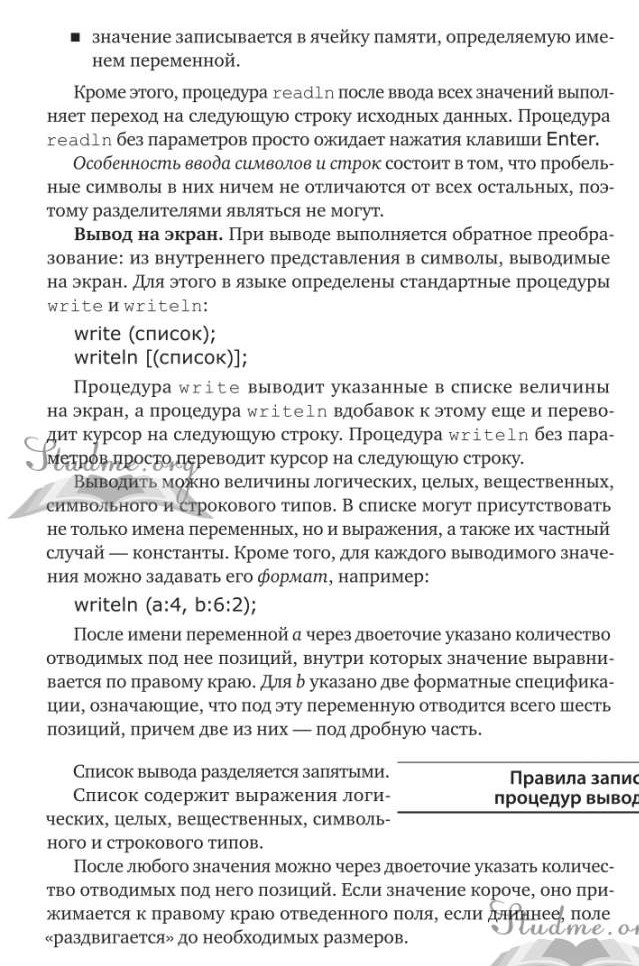 ▪ значение записывается в ячейку памяти, определяемую име-
нем переменной.
Кроме этого, процедура readln после ввода всех значений выпол-
няет переход на следующую строку исходных данных. Процедура
readln без параметров просто ожидает нажатия клавиши Enter.
Особенность ввода символов и строк состоит в том, что пробель-
ные символы в них ничем не отличаются от всех остальных, поэ-
тому разделителями являться не могут.
Вывод на экран. При выводе выполняется обратное преобра-
зование: из внутреннего представления в символы, выводимые
на экран. Для этого в языке определены стандартные процедуры
write и writeln:
write (список);
writeln [(список)];
Процедура write выводит указанные в списке величины
на экран, а процедура writeln вдобавок к этому еще и перево-
дит курсор на следующую строку. Процедура writeln без пара-
метров просто переводит курсор на следующую строку.
Studme.org
Выводить можно величины логических, целых, вещественных,
символьного и строкового типов. В списке могут присутствовать
не только имена переменных, но и выражения, а также их частный
случай — константы. Кроме того, для каждого выводимого значе-
ния можно задавать его формат, например:
writeln (a:4, b:6:2);
После имени переменной a через двоеточие указано количество
отводимых под нее позиций, внутри которых значение выравни-
вается по правому краю. Для b указано две форматные специфика-
ции, означающие, что под эту переменную отводится всего шесть
позиций, причем две из них — под дробную часть.
Список вывода разделяется запятыми.
Правила запис
процедур вывод
Список содержит выражения логи-
ческих, целых, вещественных, символь-
ного и строкового типов.
После любого значения можно через двоеточие указать количес-
тво отводимых под него позиций. Если значение короче, оно при-
жимается к правому краю отведенного поля, если длиннее, поле
«раздвигается» до необходимых размеров.
Studme.or